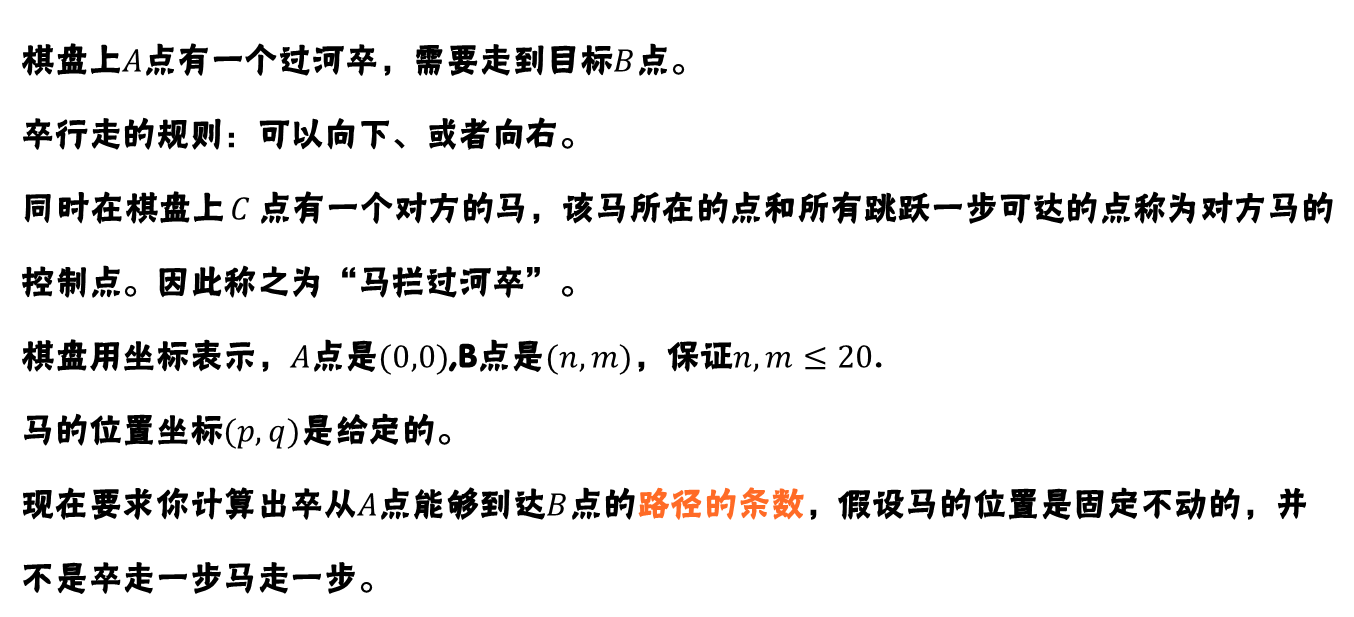 棋盘上A点有一个过河卒，需要走到目标B点。
卒行走的规则：可以向下、或者向右。
同时在棋盘上C点有一个对方的马，该马所在的点和所有跳跃一步可达的点称为对方马的
控制点。因此称之为“马拦过河卒”。
棋盘用坐标表示，A点是(0,0),B点是(n,m)，保证n,m ≤ 20.
马的位置坐标(p,q)是给定的。
现在要求你计算出卒从A点能够到达B点的路径的条数，假设马的位置是固定不动的，并
不是卒走一步马走一步。